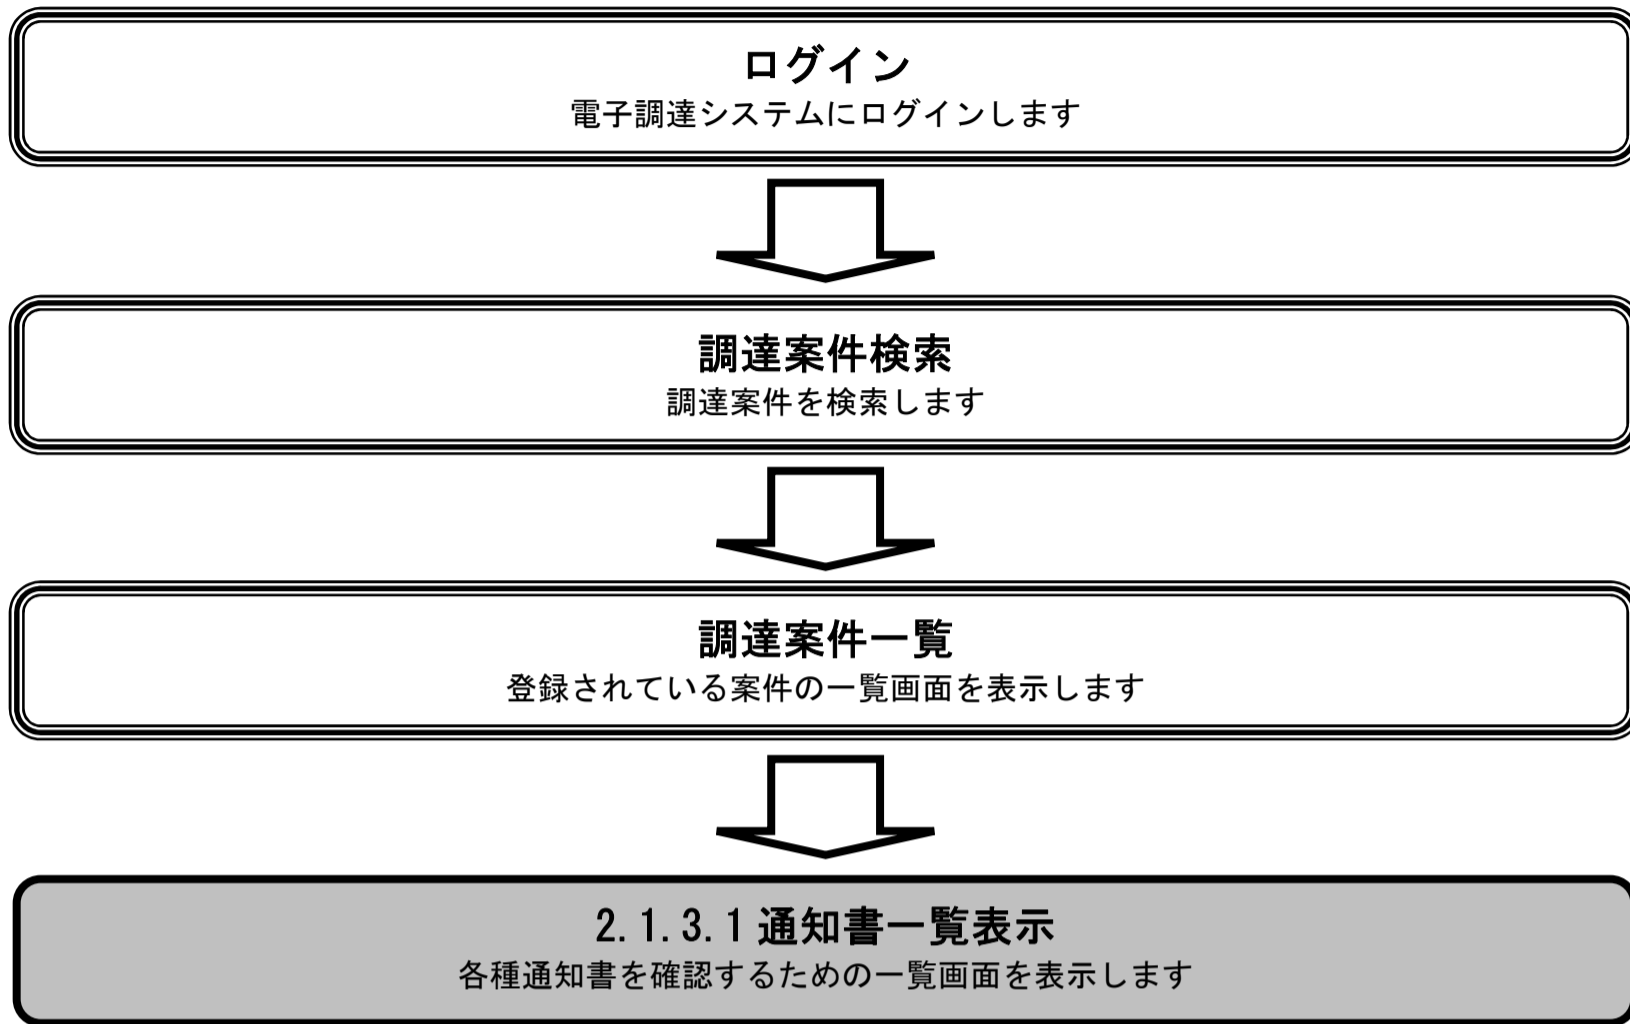 ログイン
電子調達システムにログインします
調達案件検索
調達案件を検索します
調達案件一覧
登録されている案件の一覧画面を表示します
2.1.3.1 通知書一覧表示
各種通知書を確認するための一覧画面を表示します